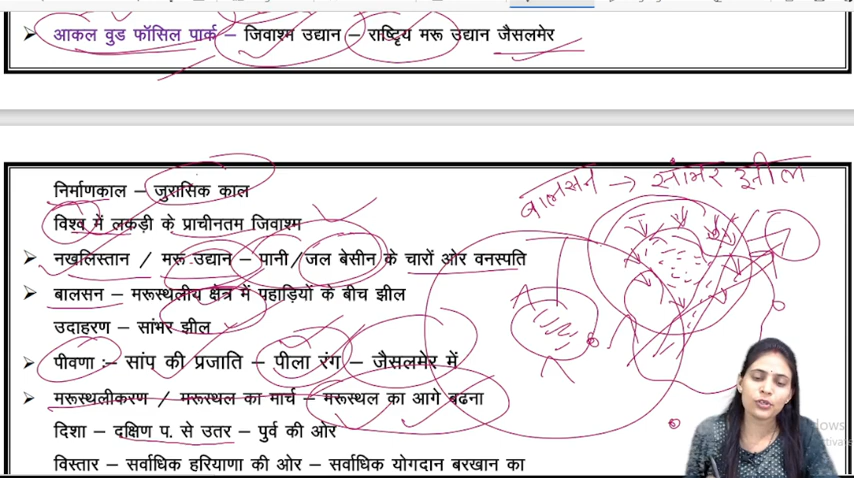 ➤ आकल वुड फॉसिल पार्क – जिवाश्म उद्यान – राष्ट्रिय मरू उद्यान जैसलमेर
निर्माणकाल – जुरासिक काल
विश्व में लकड़ी के प्राचीनतम जिवाश्म
➤ नखलिस्तान / मरू उद्यान – पानी/जल बेसीन के चारों ओर वनस्पति
➤ बालसन – मरूस्थलीय क्षेत्र में पहाड़ियों के बीच झील
उदाहरण – सांभर झील
➤ पीवणा :– सांप की प्रजाति – पीला रंग – जैसलमेर में
➤ मरूस्थलीकरण / मरूस्थल का मार्च – मरूस्थल का आगे बढना
दिशा – दक्षिण प. से उतर – पुर्व की ओर
विस्तार – सर्वाधिक हरियाणा की ओर – सर्वाधिक योगदान बरखान का
बालसन → सांभर झील